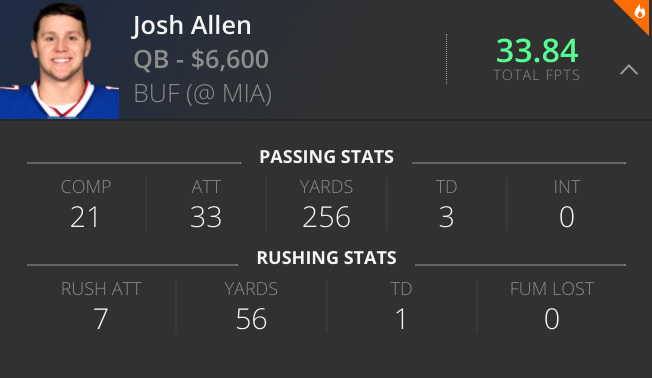 Josh Allen
QB - $6,600
BUF (@ MIA)
33.84
TOTAL FPTS
PASSING STATS
COMP ATT YARDS TD INT
21 33 256 3 0
RUSHING STATS
RUSH ATT YARDS TD FUM LOST
7 56 1 0